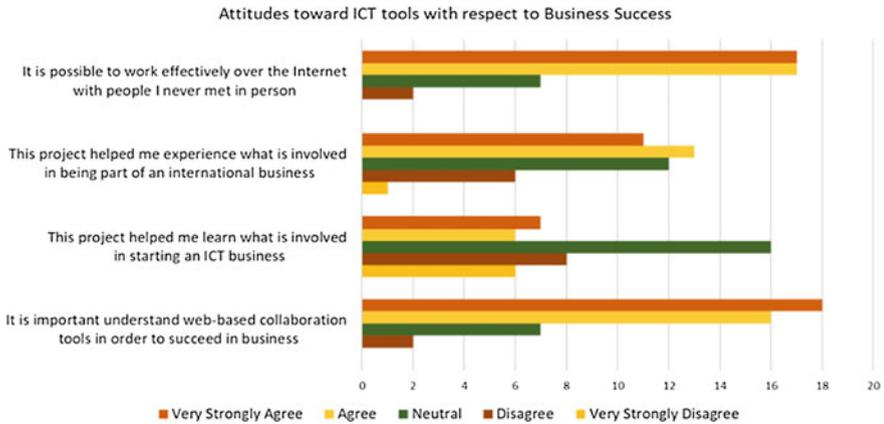 Attitudes toward ICT tools with respect to Business Success
It is possible to work effectively over the Internet
with people I never met in person
This project helped me experience what is involved
in being part of an international business
This project helped me learn what is involved
in starting an ICT business
It is important understand web-based collaboration
tools in order to succeed in business
0 2 4 6 8 10 12 14 16 18 20
Very Strongly Agree Agree Neutral Disagree Very Strongly Disagree